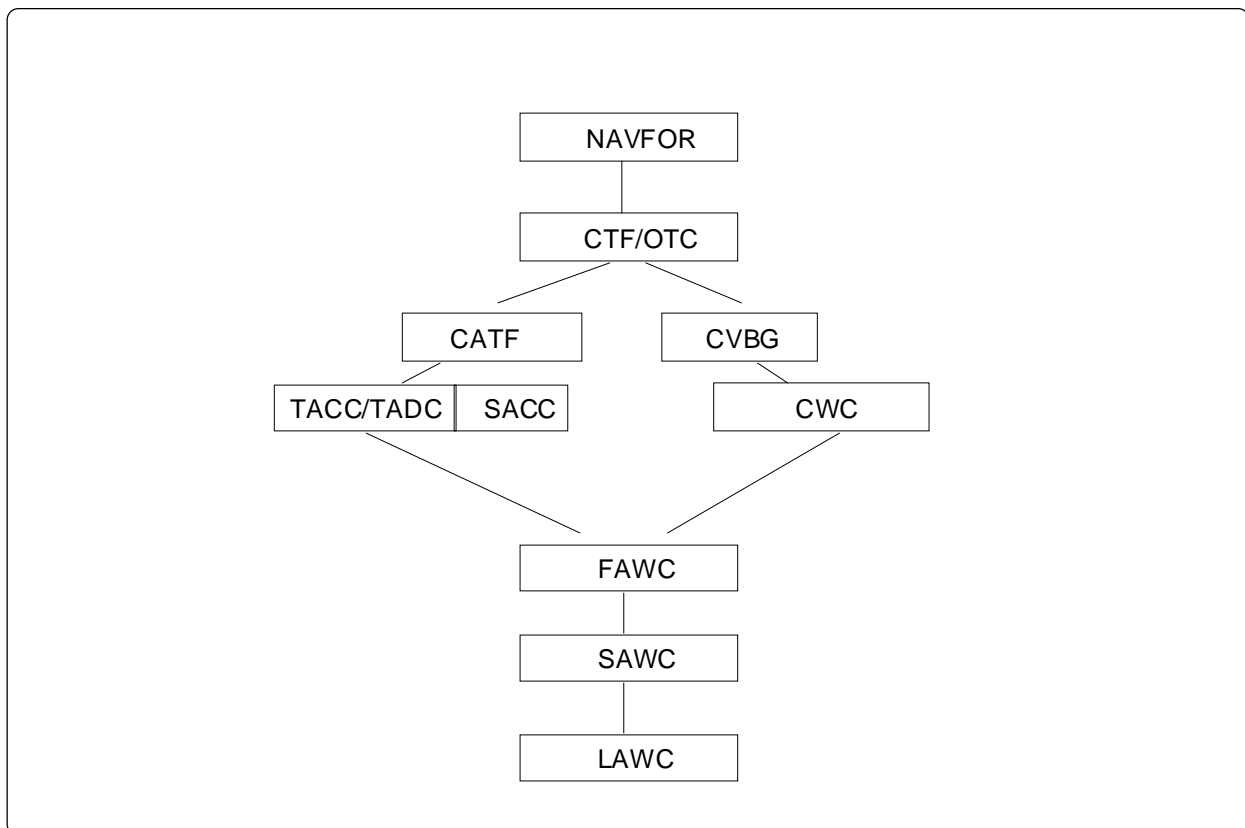 NAVFOR
CTF/OTC
CATF CVBG
TACC/TADC SACC CWC
FAWC
SAWC
LAWC